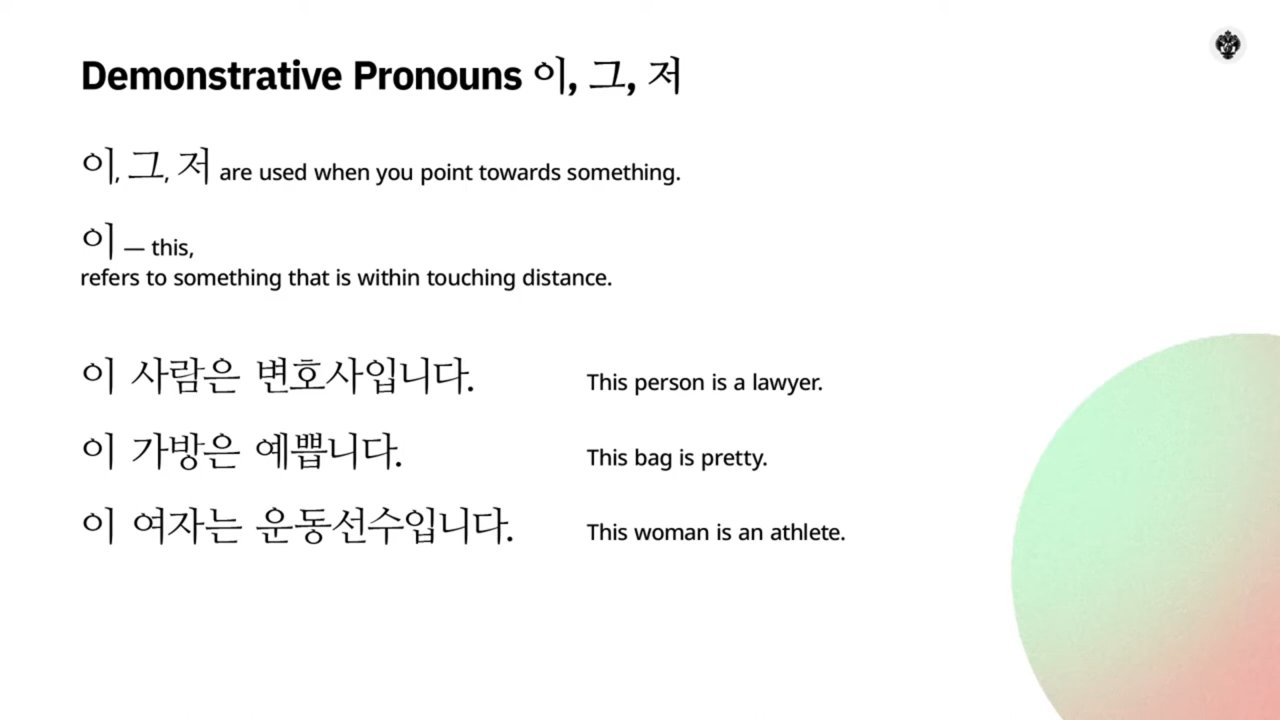 Demonstrative Pronouns 이, 그, 저
이, 그, 저 are used when you point towards something.
이 — this,
refers to something that is within touching distance.
이 사람은 변호사입니다. This person is a lawyer.
이 가방은 예쁩니다. This bag is pretty.
이 여자는 운동선수입니다. This woman is an athlete.